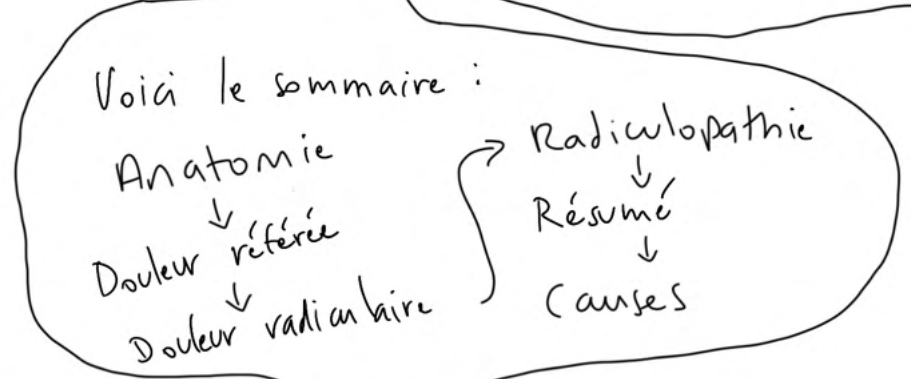 Voici le sommaire :
Anatomie
↓
Douleur référée
↓
Douleur radiculaire
→ Radiculopathie
↓
Résumé
↓
Causes